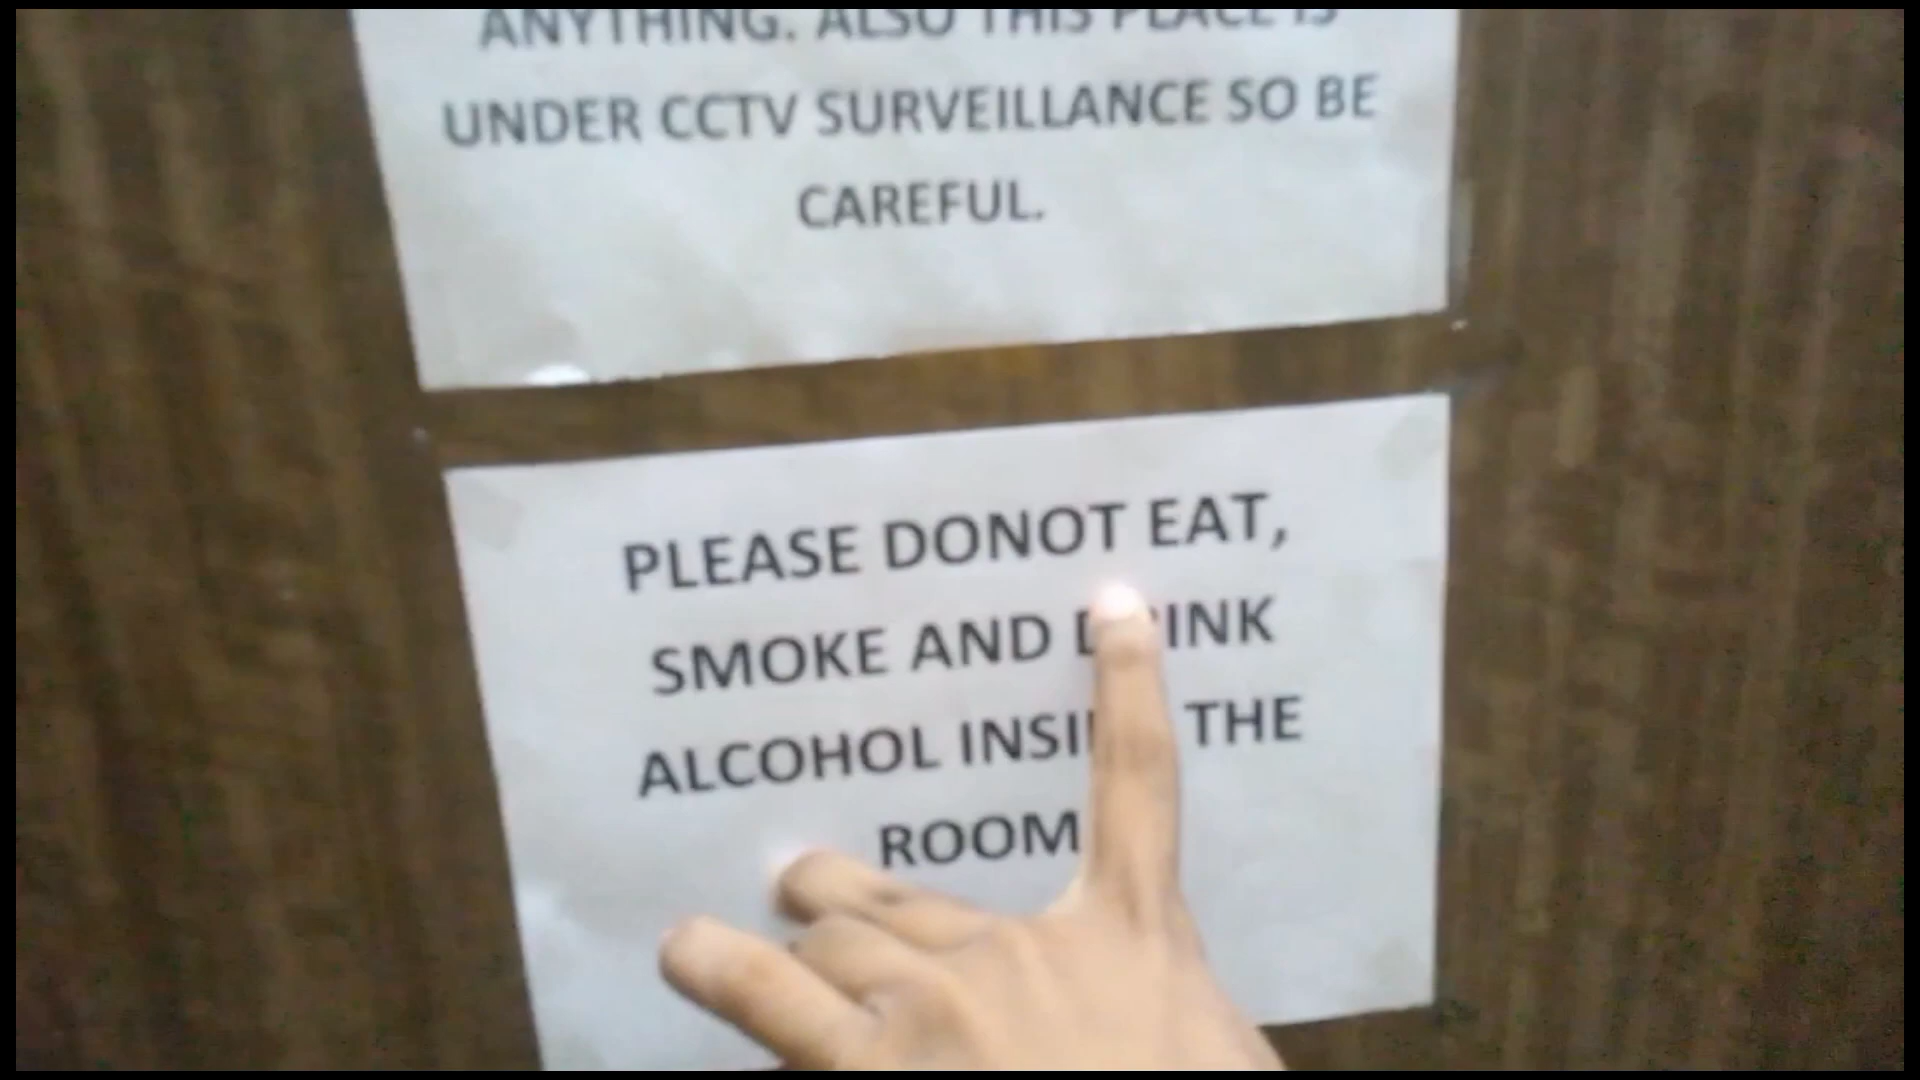 ANYTHING. ALSO THIS PLACE IS
UNDER CCTV SURVEILLANCE SO BE
CAREFUL.
PLEASE DONOT EAT,
SMOKE AND DRINK
ALCOHOL INSIDE THE
ROOM